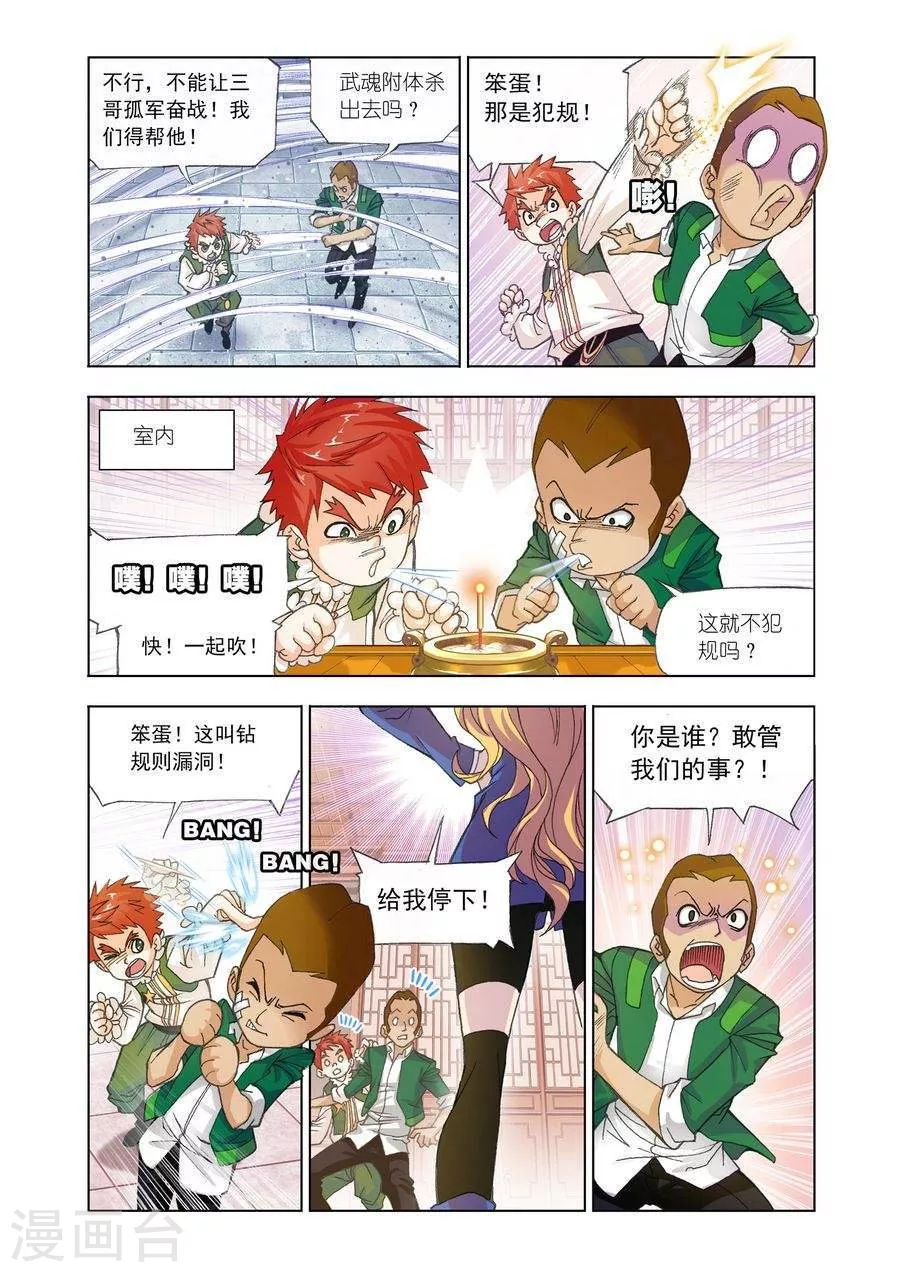 不行，不能让三
哥孤军奋战！我
们得帮他！
武魂附体杀
出去吗？
笨蛋！
那是犯规！
嘭！
室内
噗！噗！噗！
快！一起吹！
这就不犯
规吗？
笨蛋！这叫钻
规则漏洞！
BANG!
BANG!
给我停下！
你是谁？敢管
我们的事？！
漫画台